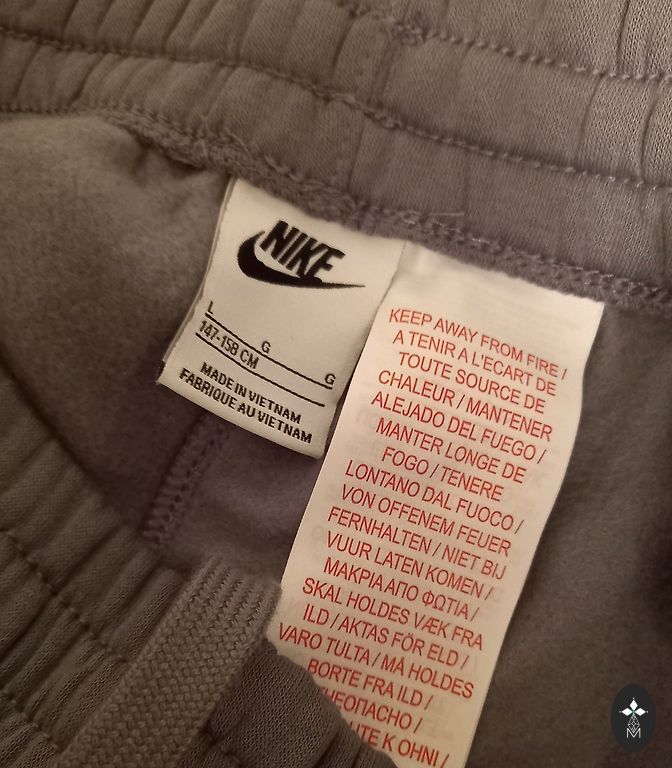 NIKE
L G G
147-158 CM
MADE IN VIETNAM
FABRIQUE AU VIETNAM
KEEP AWAY FROM FIRE /
A TENIR A L'ECART DE
TOUTE SOURCE DE
CHALEUR / MANTENER
ALEJADO DEL FUEGO /
MANTER LONGE DE
FOGO / TENERE
LONTANO DAL FUOCO /
VON OFFENEM FEUER
FERNHALTEN / NIET BIJ
VUUR LATEN KOMEN /
ΜΑΚΡΙΑ ΑΠΟ ΦΩΤΙΑ /
SKAL HOLDES VÆK FRA
ILD / AKTAS FÖR ELD /
VARO TULTA / MÅ HOLDES
BORTE FRA ILD /
K OHNI /
M